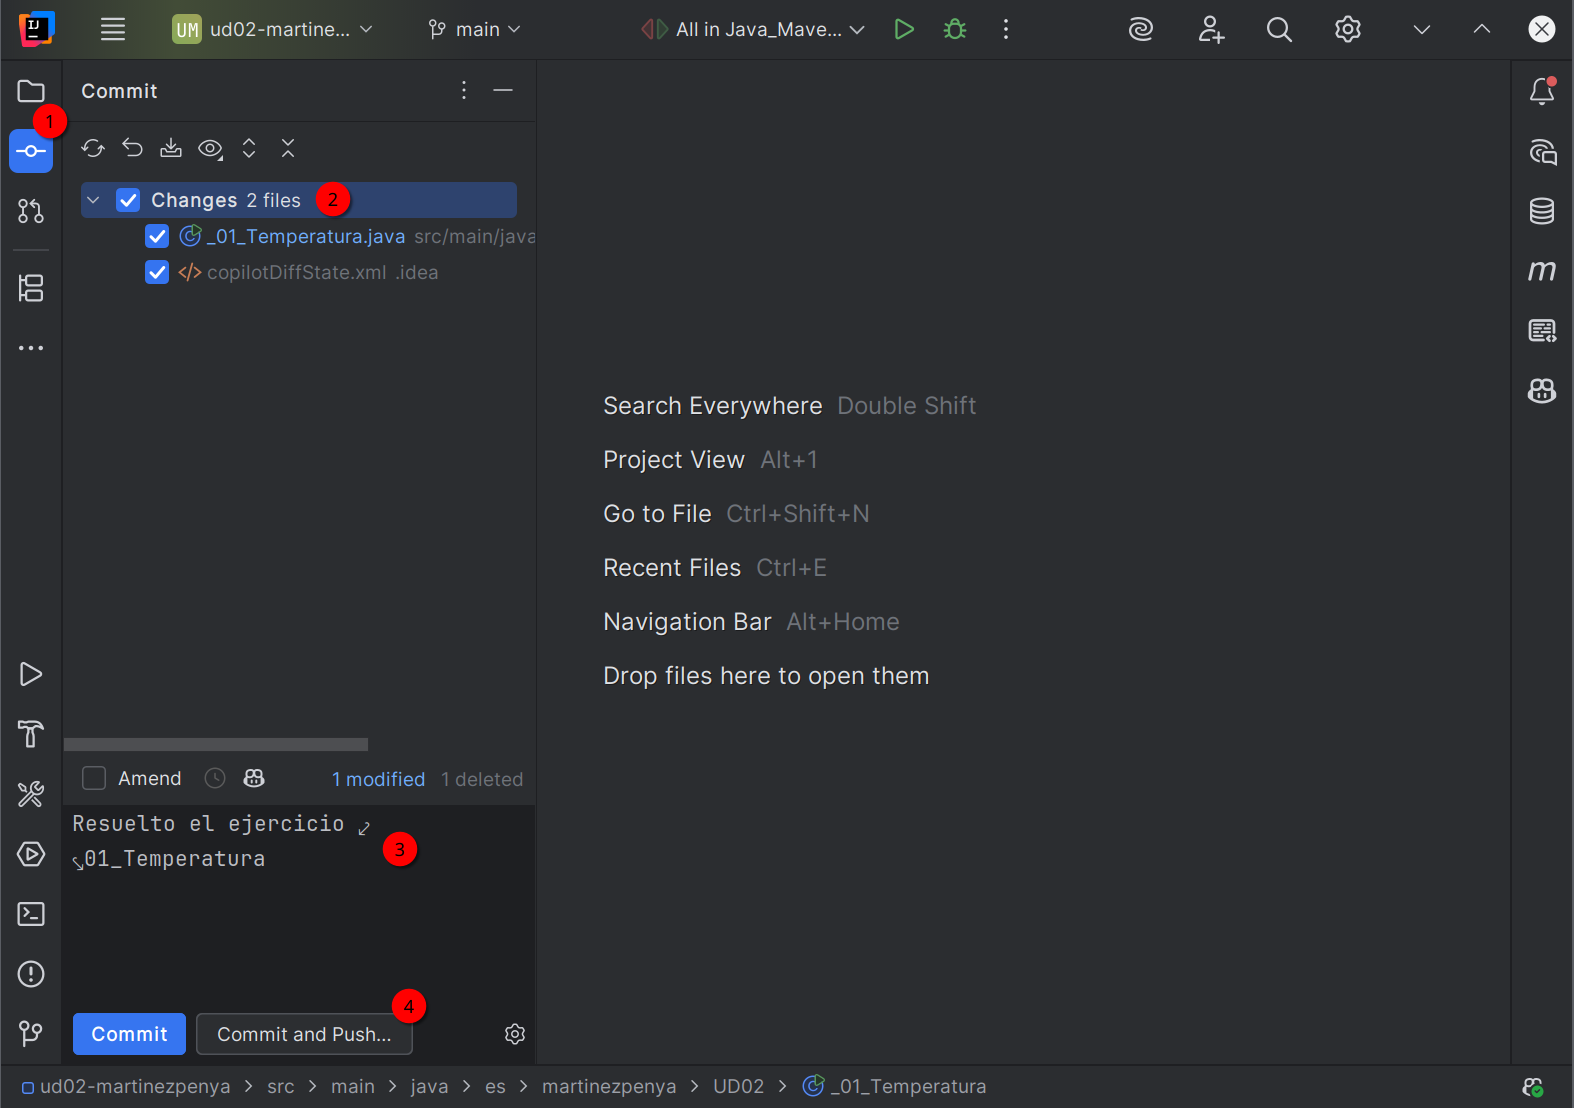 IJ
UM ud02-martine... main All in Java_Mave...
Commit
1
Changes 2 files 2
_01_Temperatura.java src/main/java
</> copilotDiffState.xml .idea
m
Search Everywhere Double Shift
Project View Alt+1
Go to File Ctrl+Shift+N
Recent Files Ctrl+E
Navigation Bar Alt+Home
Drop files here to open them
Amend 1 modified 1 deleted
Resuelto el ejercicio
01_Temperatura
3
4
Commit Commit and Push...
ud02-martinezpenya > src > main > java > es > martinezpenya > UD02 > _01_Temperatura